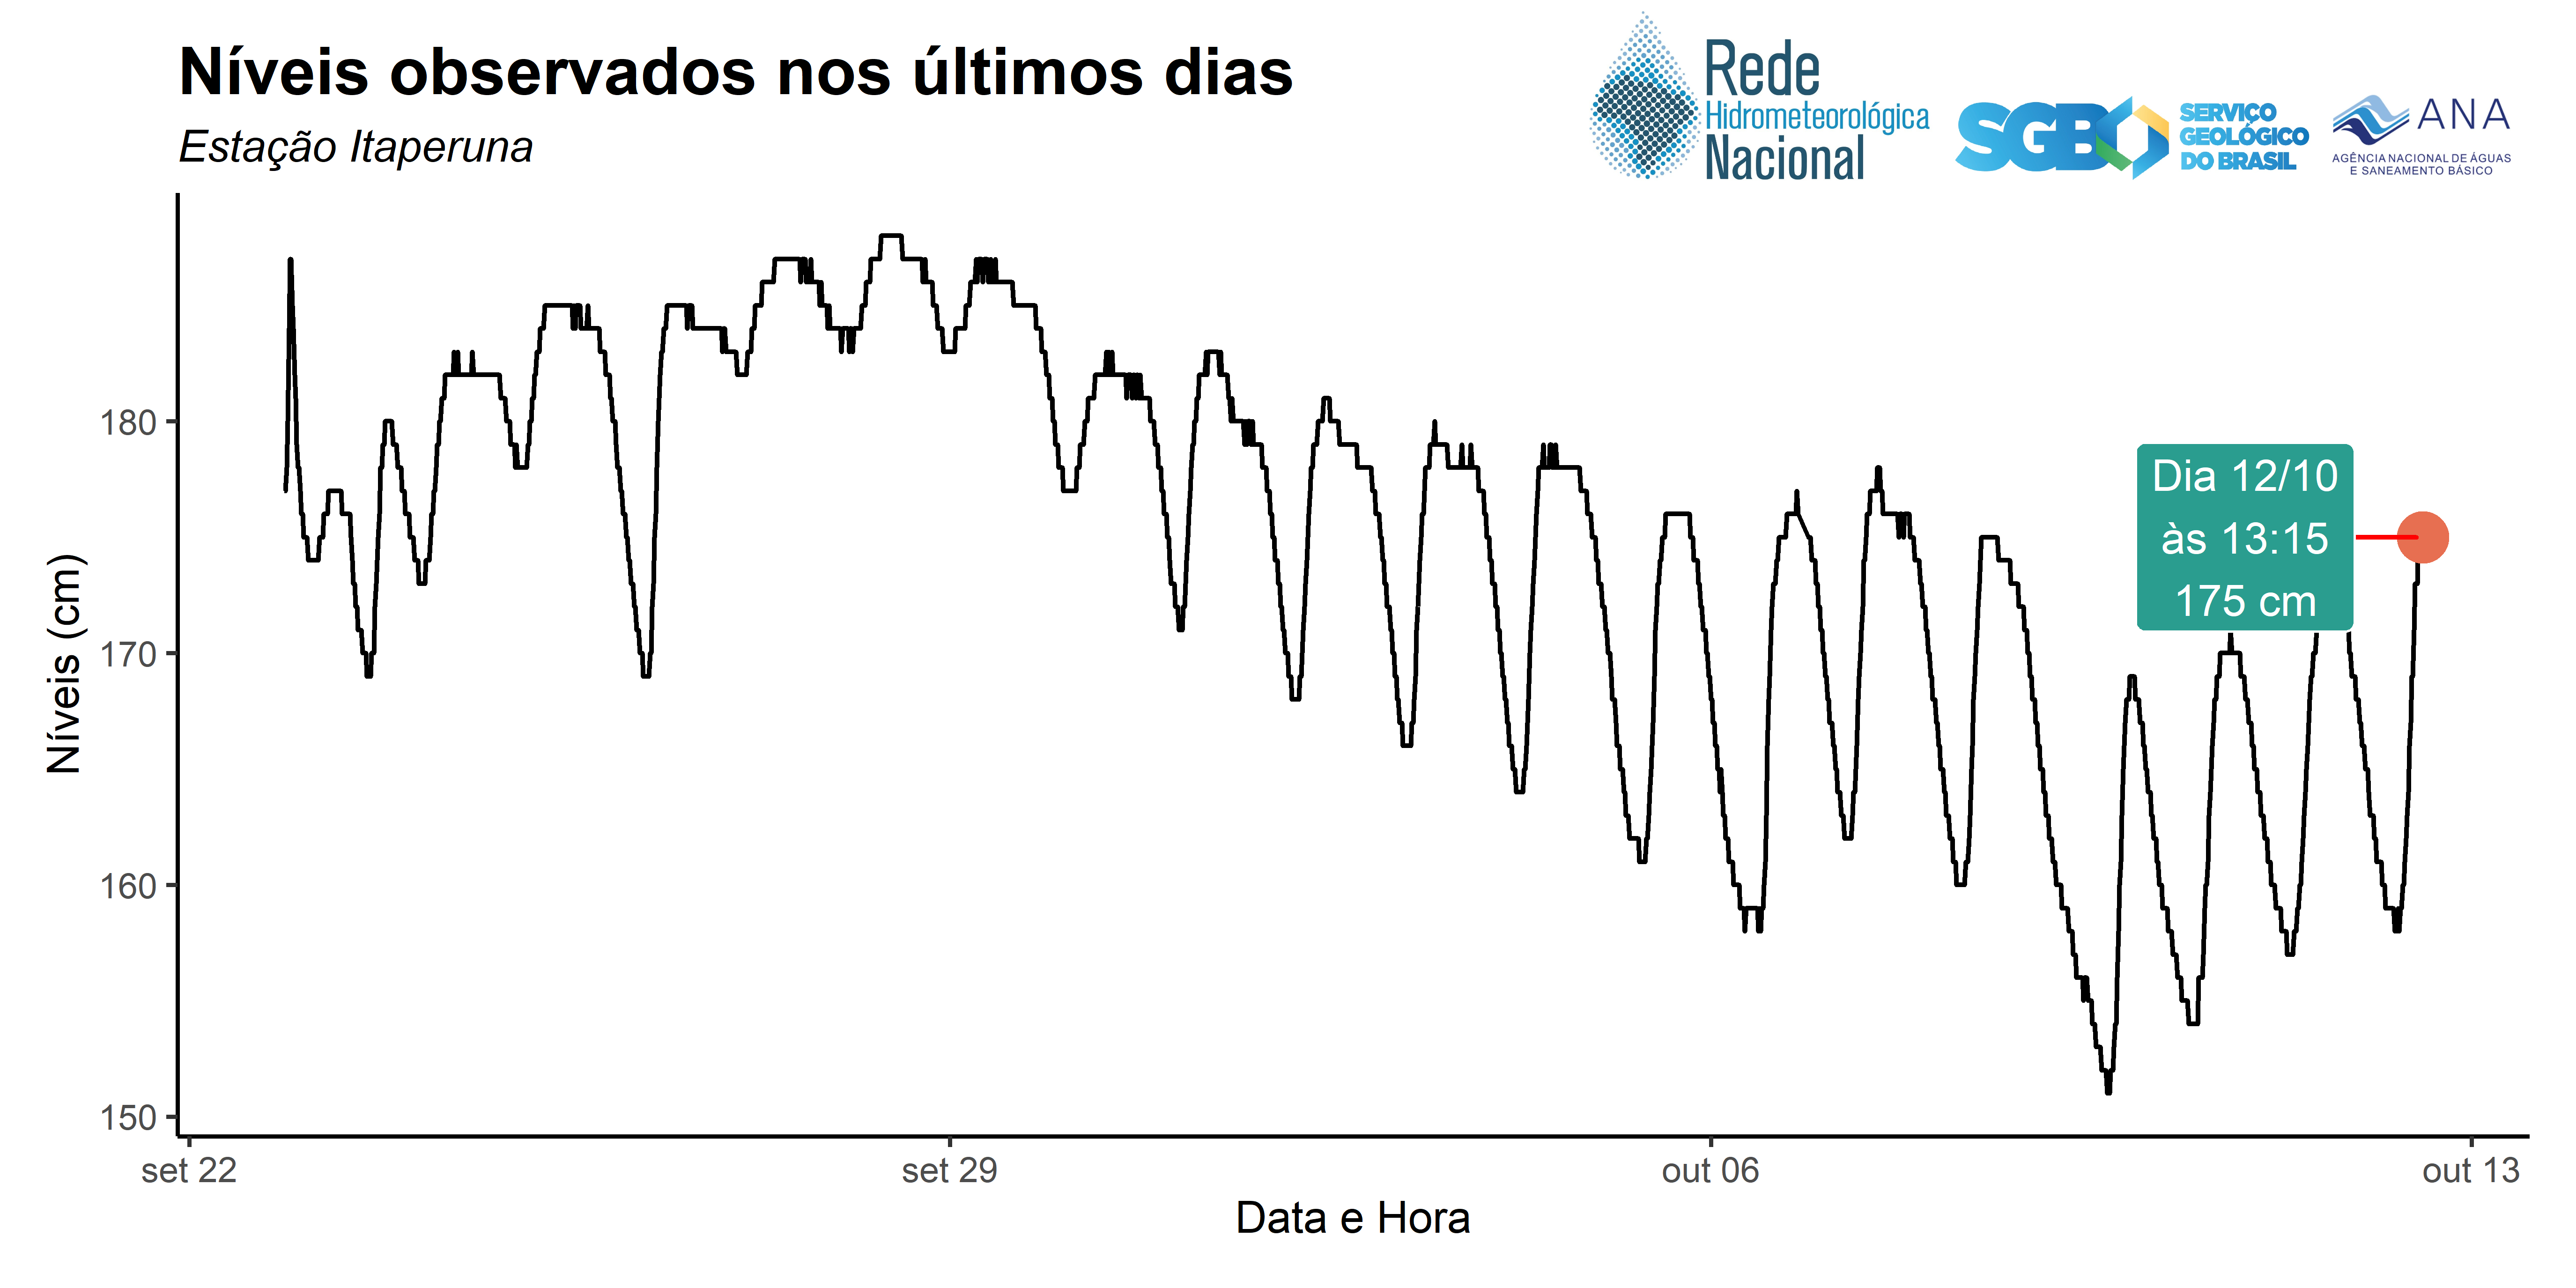 Níveis observados nos últimos dias
Estação Itaperuna
Rede
Hidrometeorológica
Nacional
SGB
SERVIÇO
GEOLÓGICO
DO BRASIL
ANA
AGÊNCIA NACIONAL DE ÁGUAS
E SANEAMENTO BÁSICO
Níveis (cm)
180
170
160
150
Dia 12/10
às 13:15
175 cm
set 22
set 29
out 06
out 13
Data e Hora